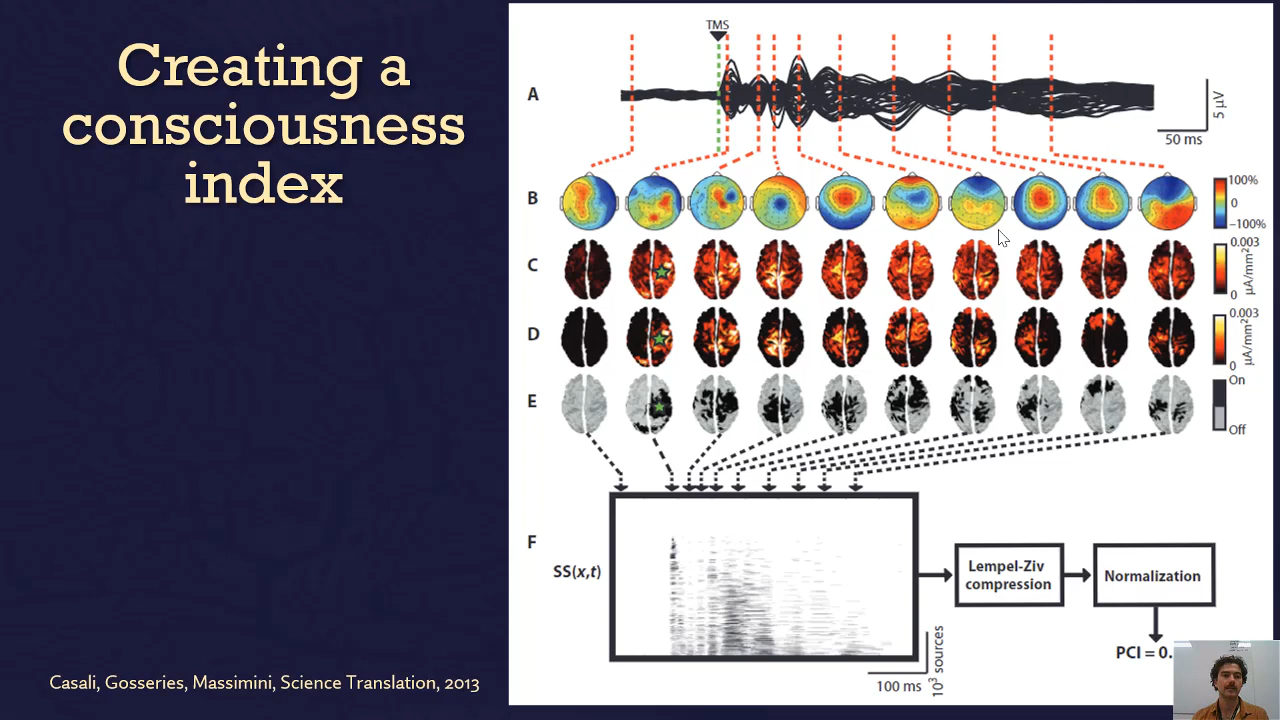 Creating a
consciousness
index
Casali, Gosseries, Massimini, Science Translation, 2013
TMS
A
5 µV
50 ms
B
100%
0
−100%
C
0.003
0
µA/mm²
D
0.003
0
µA/mm²
E
On
Off
F
SS(x,t)
Lempel-Ziv
compression
Normalization
PCI = 0.
100 ms
10³ sources